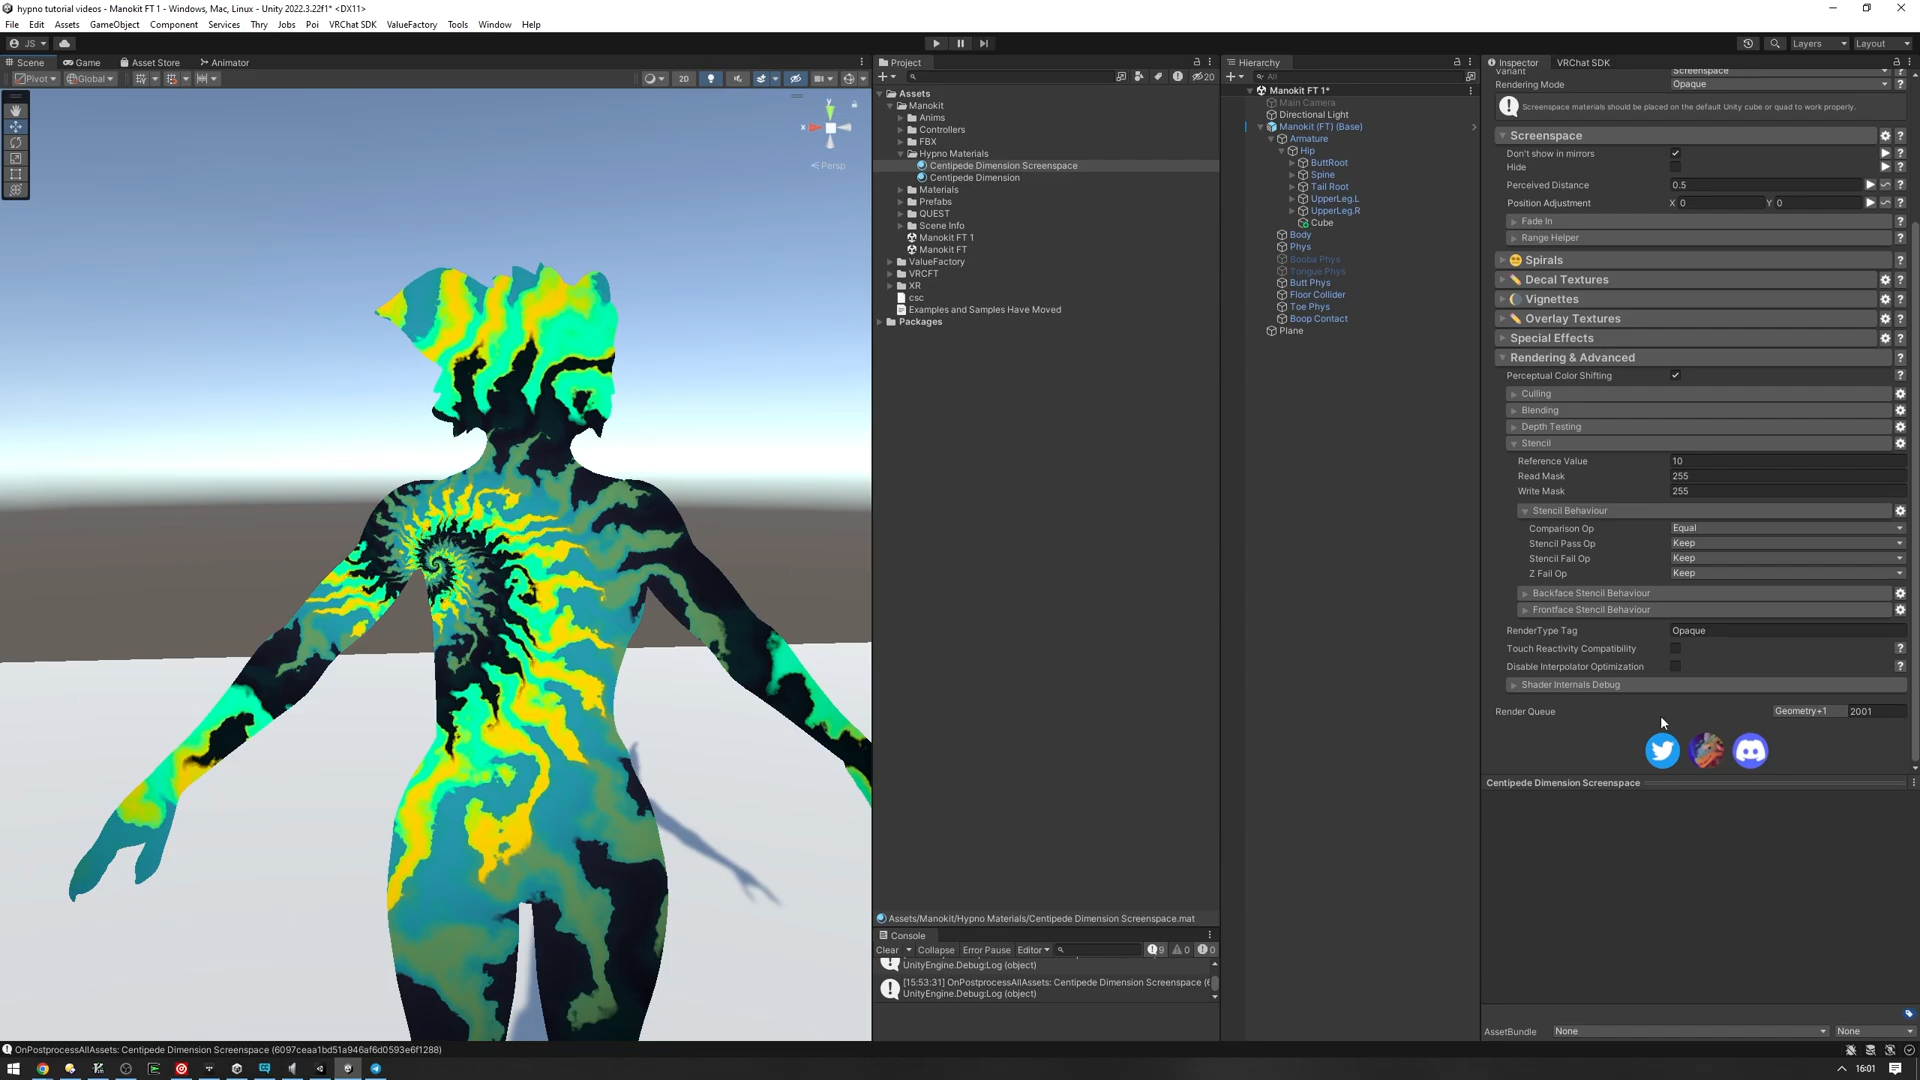 hypno tutorial videos - Manokit FT 1 - Windows, Mac, Linux - Unity 2022.3.22f1* <DX11>
File Edit Assets GameObject Component Services Thry Jobs Poi VRChat SDK ValueFactory Tools Window Help
JS
Layers Layout
Scene Game Asset Store Animator
Pivot Global 2D
y
x
Persp
Project
20
Assets
Manokit
Anims
Controllers
FBX
Hypno Materials
Centipede Dimension Screenspace
Centipede Dimension
Materials
Prefabs
QUEST
Scene Info
Manokit FT 1
Manokit FT
ValueFactory
VRCFT
XR
csc
Examples and Samples Have Moved
Packages
Assets/Manokit/Hypno Materials/Centipede Dimension Screenspace.mat
Console
Clear Collapse Error Pause Editor 9 0 0
UnityEngine.Debug:Log (object)
[15:53:31] OnPostprocessAllAssets: Centipede Dimension Screenspace (6
UnityEngine.Debug:Log (object)
Hierarchy
All
Manokit FT 1*
Main Camera
Directional Light
Manokit (FT) (Base)
Armature
Hip
ButtRoot
Spine
Tail Root
UpperLeg.L
UpperLeg.R
Cube
Body
Phys
Booba Phys
Tongue Phys
Butt Phys
Floor Collider
Toe Phys
Boop Contact
Plane
Inspector VRChat SDK
Variant Screenspace
Rendering Mode Opaque
Screenspace materials should be placed on the default Unity cube or quad to work properly.
Screenspace
Don't show in mirrors
Hide
Perceived Distance 0.5
Position Adjustment X 0 Y 0
Fade In
Range Helper
Spirals
Decal Textures
Vignettes
Overlay Textures
Special Effects
Rendering & Advanced
Perceptual Color Shifting
Culling
Blending
Depth Testing
Stencil
Reference Value 10
Read Mask 255
Write Mask 255
Stencil Behaviour
Comparison Op Equal
Stencil Pass Op Keep
Stencil Fail Op Keep
Z Fail Op Keep
Backface Stencil Behaviour
Frontface Stencil Behaviour
RenderType Tag Opaque
Touch Reactivity Compatibility
Disable Interpolator Optimization
Shader Internals Debug
Render Queue Geometry+1 2001
Centipede Dimension Screenspace
AssetBundle None None
OnPostprocessAllAssets: Centipede Dimension Screenspace (6097ceaa1bd51a946af6d0593e6f1288)
16:01